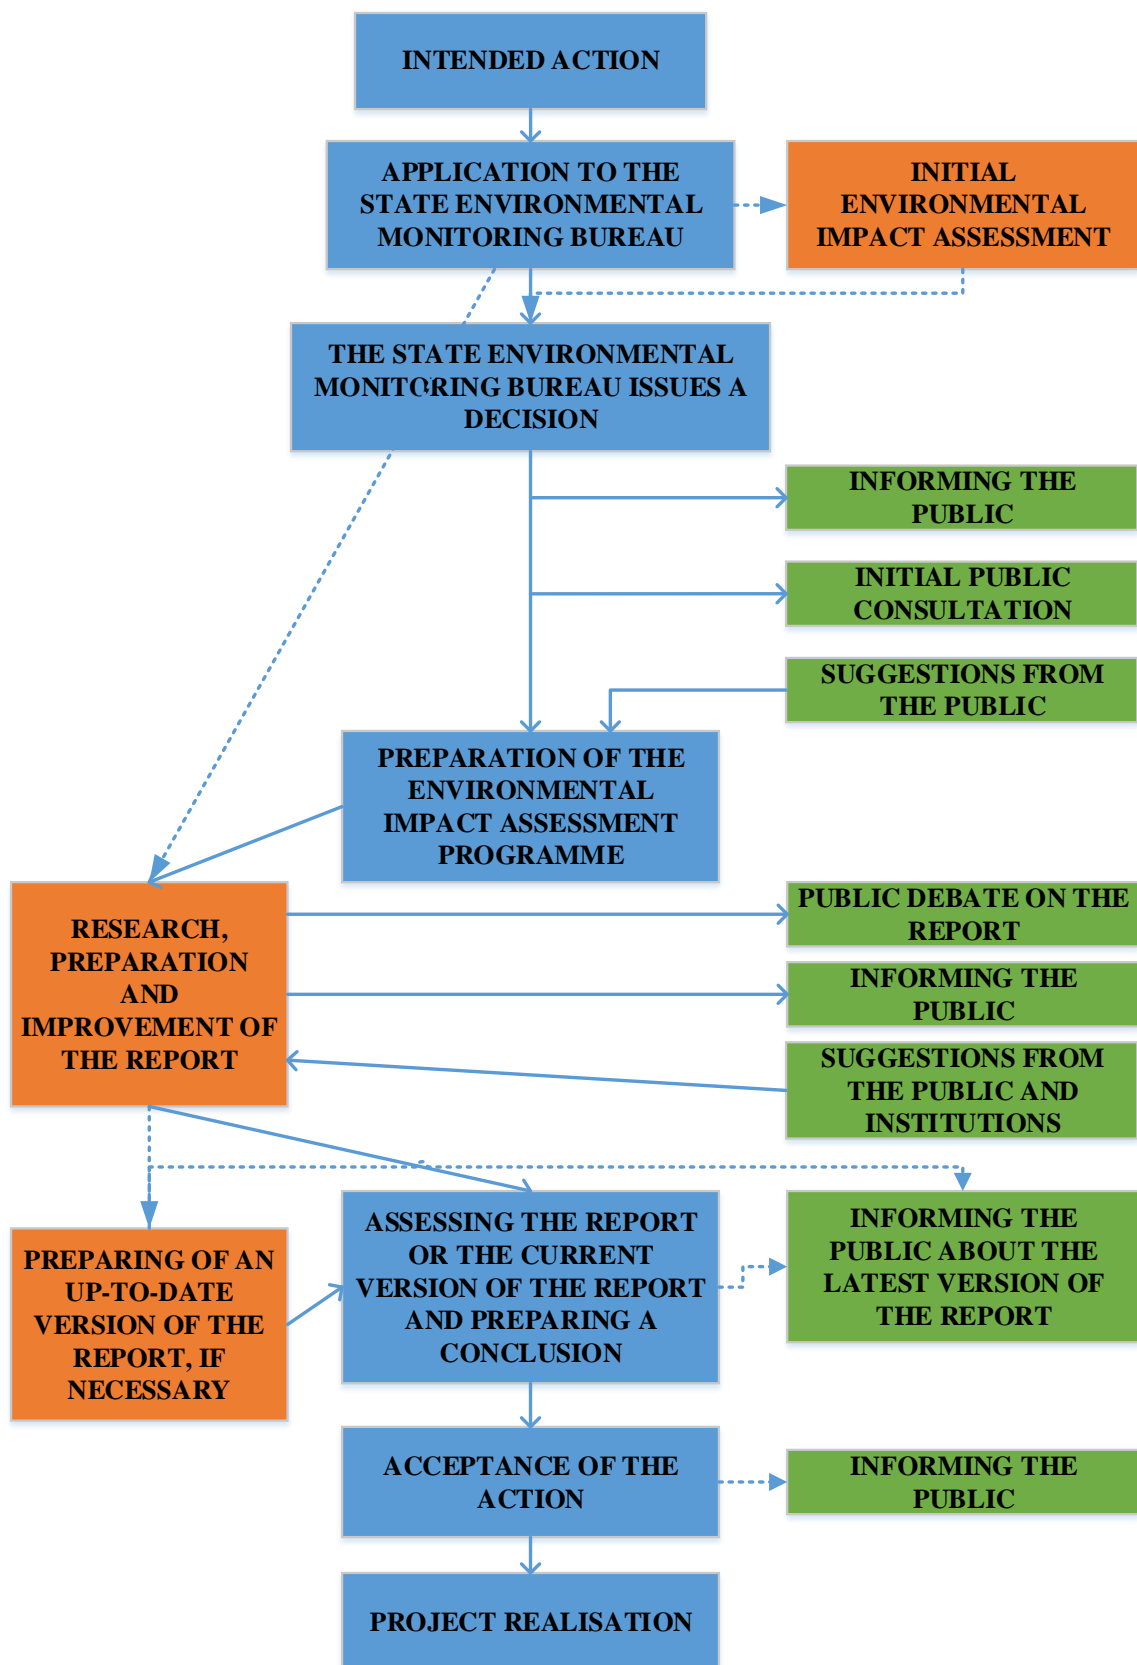 INTENDED ACTION
APPLICATION TO THE
STATE ENVIRONMENTAL
MONITORING BUREAU
INITIAL
ENVIRONMENTAL
IMPACT ASSESSMENT
THE STATE ENVIRONMENTAL
MONITORING BUREAU ISSUES A
DECISION
INFORMING THE
PUBLIC
INITIAL PUBLIC
CONSULTATION
SUGGESTIONS FROM
THE PUBLIC
PREPARATION OF THE
ENVIRONMENTAL
IMPACT ASSESSMENT
PROGRAMME
RESEARCH,
PREPARATION
AND
IMPROVEMENT OF
THE REPORT
PUBLIC DEBATE ON THE
REPORT
INFORMING THE
PUBLIC
SUGGESTIONS FROM
THE PUBLIC AND
INSTITUTIONS
PREPARING OF AN
UP-TO-DATE
VERSION OF THE
REPORT, IF
NECESSARY
ASSESSING THE REPORT
OR THE CURRENT
VERSION OF THE REPORT
AND PREPARING A
CONCLUSION
INFORMING THE
PUBLIC ABOUT THE
LATEST VERSION OF
THE REPORT
ACCEPTANCE OF THE
ACTION
INFORMING THE
PUBLIC
PROJECT REALISATION